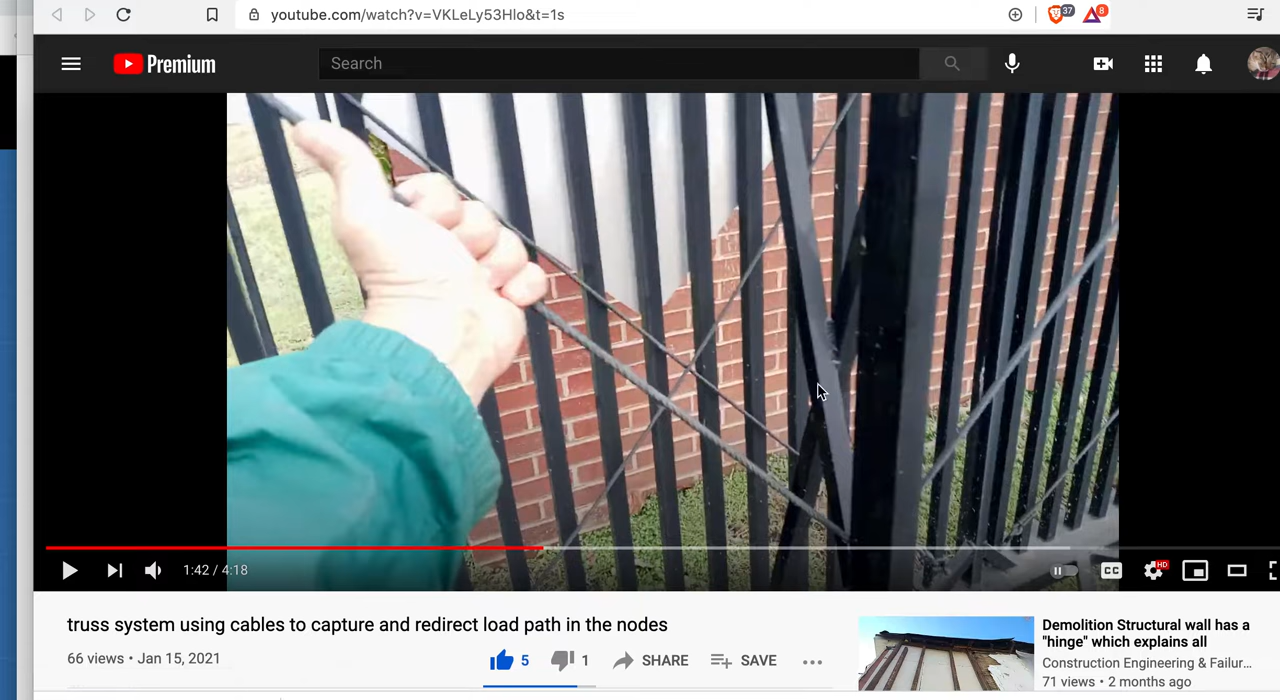 youtube.com/watch?v=VKLeLy53Hlo&t=1s
37
8
Premium
Search
1:42 / 4:18
CC
HD
truss system using cables to capture and redirect load path in the nodes
66 views • Jan 15, 2021
5
1
SHARE
SAVE
Demolition Structural wall has a
"hinge" which explains all
Construction Engineering & Failur...
71 views • 2 months ago